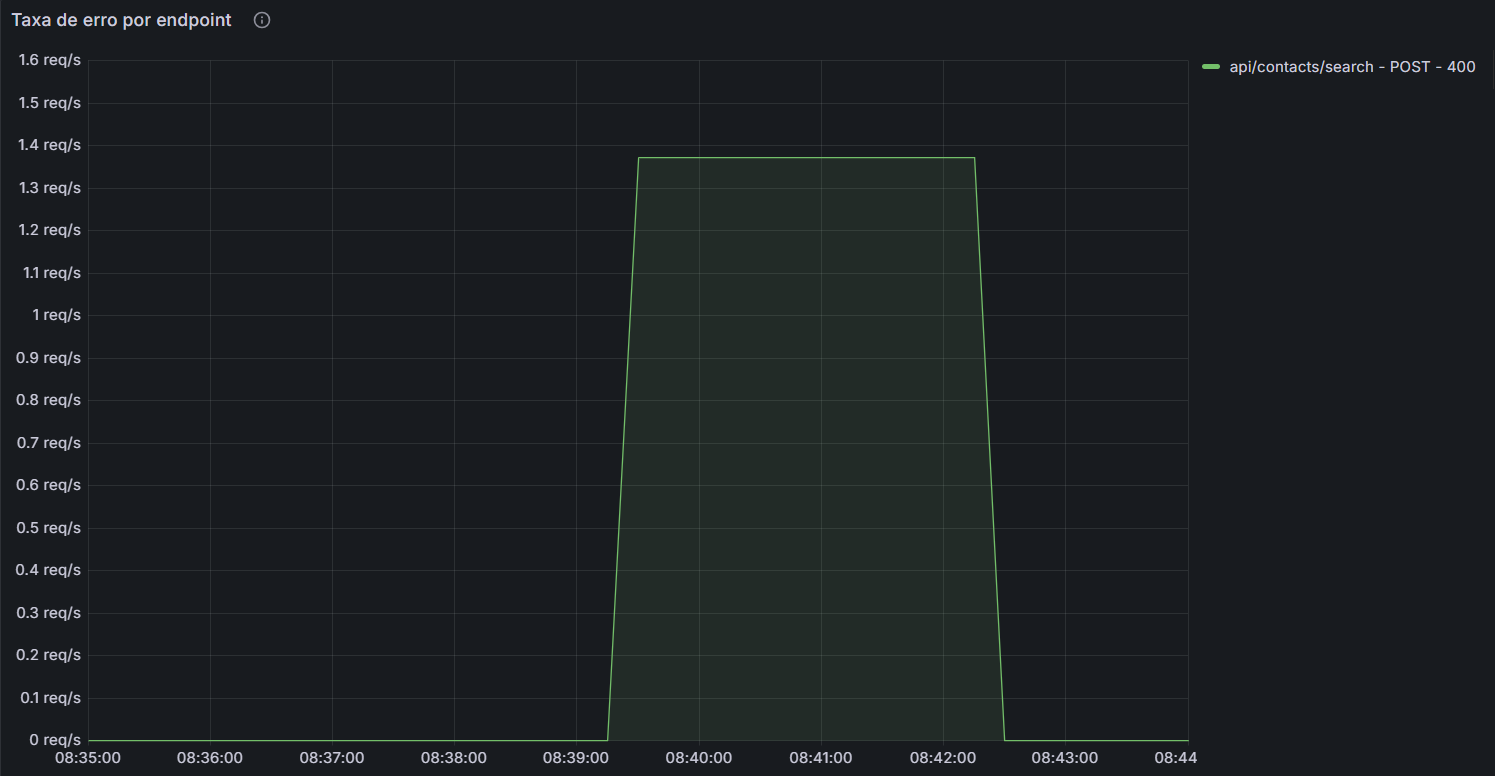 Taxa de erro por endpoint
1.6 req/s
1.5 req/s
1.4 req/s
1.3 req/s
1.2 req/s
1.1 req/s
1 req/s
0.9 req/s
0.8 req/s
0.7 req/s
0.6 req/s
0.5 req/s
0.4 req/s
0.3 req/s
0.2 req/s
0.1 req/s
0 req/s
08:35:00 08:36:00 08:37:00 08:38:00 08:39:00 08:40:00 08:41:00 08:42:00 08:43:00 08:44
api/contacts/search - POST - 400